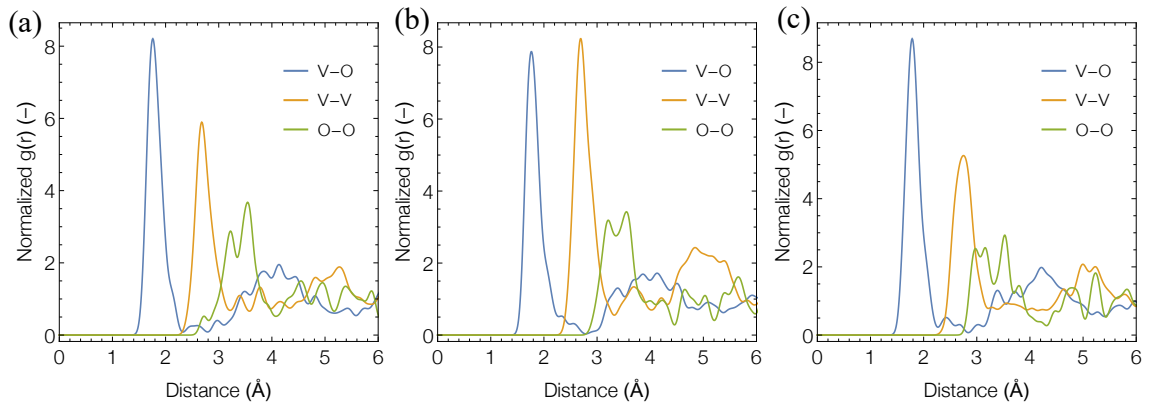 (a)
Normalized g(r) (−)
8
6
4
2
0
V−O
V−V
O−O
0 1 2 3 4 5 6
Distance (Å)
(b)
Normalized g(r) (−)
8
6
4
2
0
V−O
V−V
O−O
0 1 2 3 4 5 6
Distance (Å)
(c)
Normalized g(r) (−)
8
6
4
2
0
V−O
V−V
O−O
0 1 2 3 4 5 6
Distance (Å)